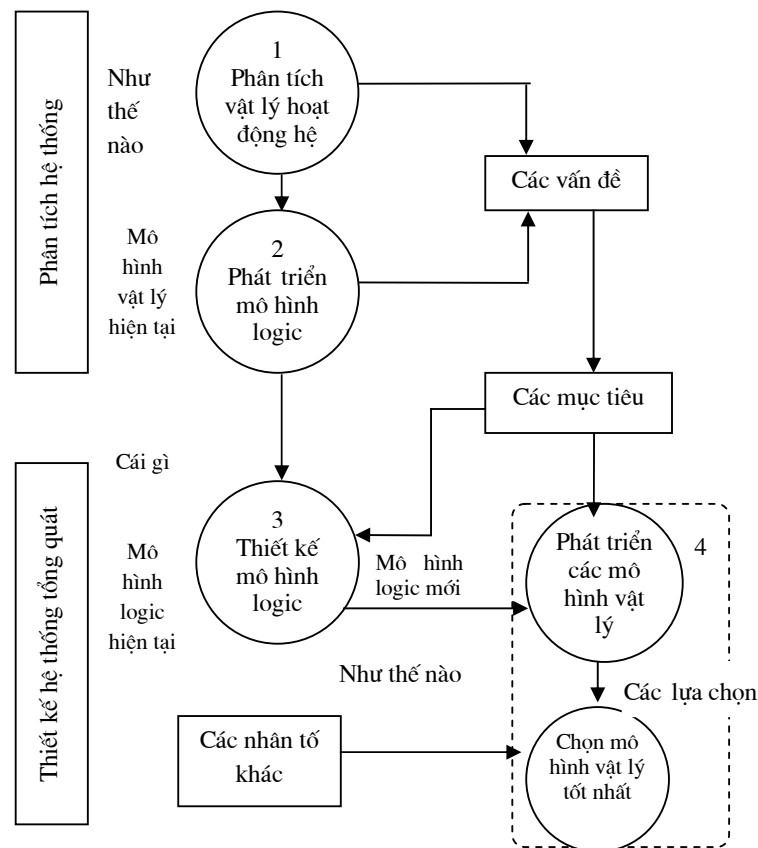 Phân tích hệ thống
Như
thế
nào
1
Phân tích
vật lý hoạt
động hệ
Các vấn đề
Mô
hình
vật lý
hiện tại
2
Phát triển
mô hình
logic
Các mục tiêu
Thiết kế hệ thống tổng quát
Cái gì
Mô
hình
logic
hiện tại
3
Thiết kế
mô hình
logic
Mô hình
logic mới
Phát triển
các mô
hình vật
lý
4
Như thế nào
Các lựa chọn
Các nhân tố
khác
Chọn mô
hình vật lý
tốt nhất